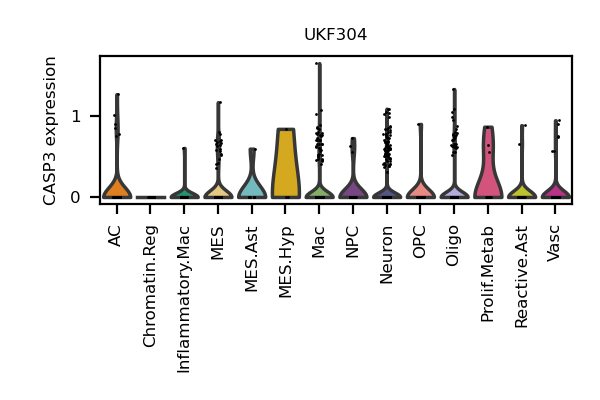 UKF304
CASP3 expression
1
0
AC
Chromatin.Reg
Inflammatory.Mac
MES
MES.Ast
MES.Hyp
Mac
NPC
Neuron
OPC
Oligo
Prolif.Metab
Reactive.Ast
Vasc